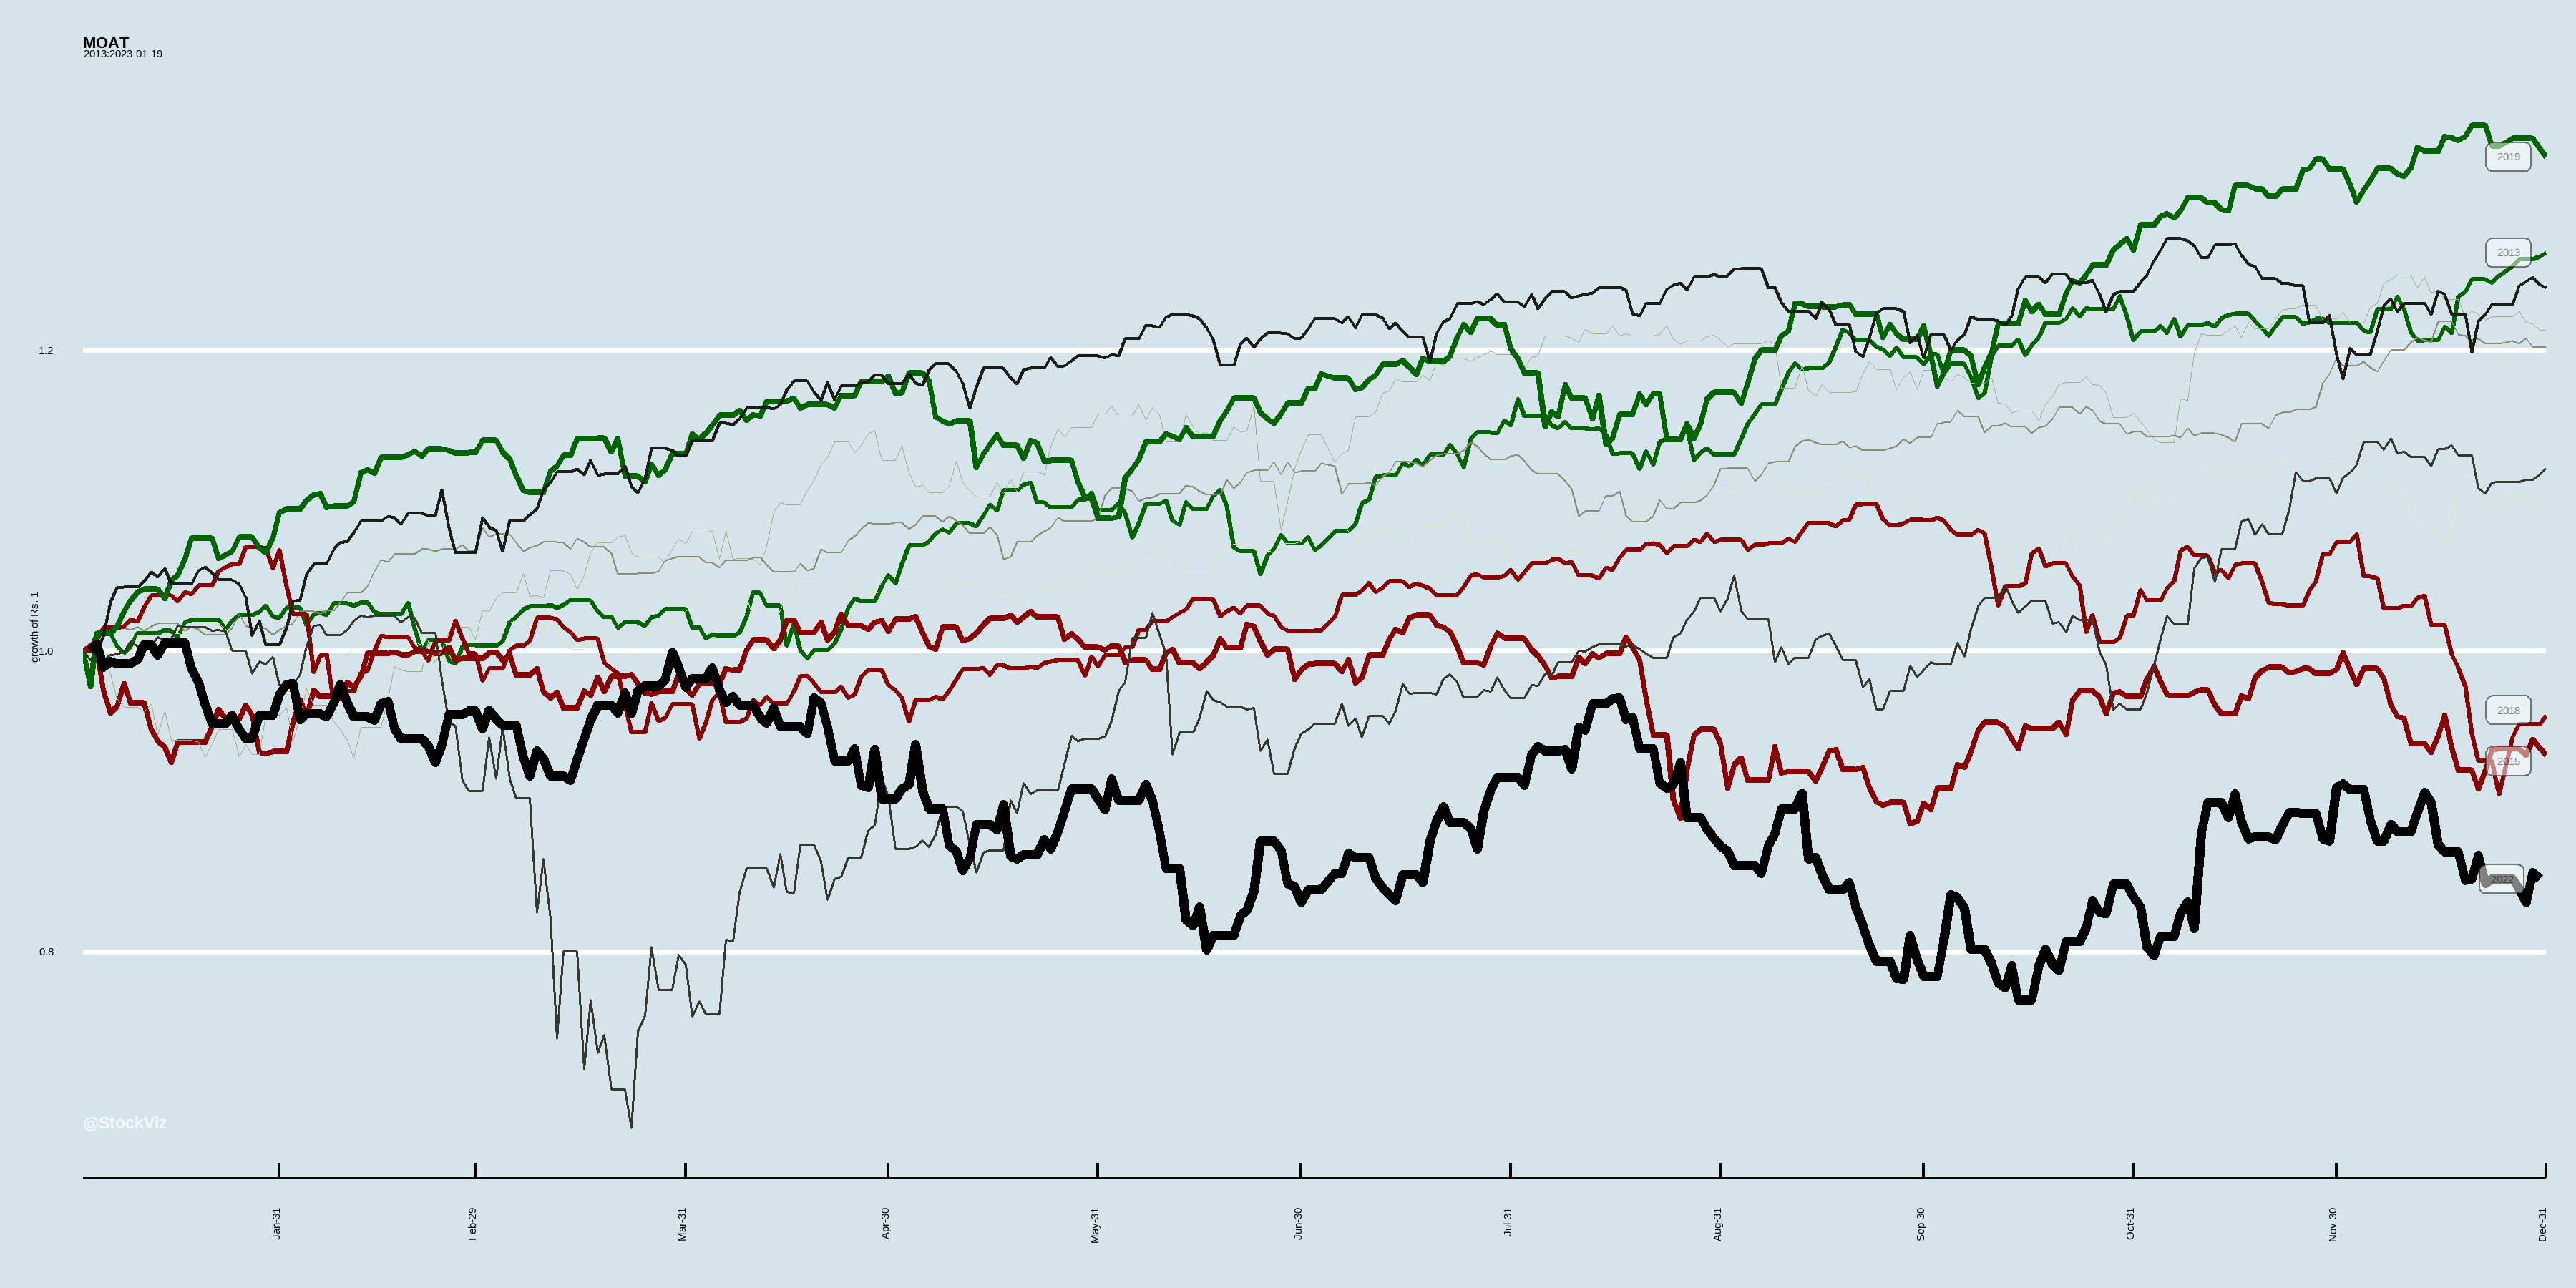 MOAT
2013:2023-01-19
2019
2013
1.2
growth of Rs. 1
1.0
2018
2015
2022
0.8
@StockViz
Jan-31
Feb-29
Mar-31
Apr-30
May-31
Jun-30
Jul-31
Aug-31
Sep-30
Oct-31
Nov-30
Dec-31